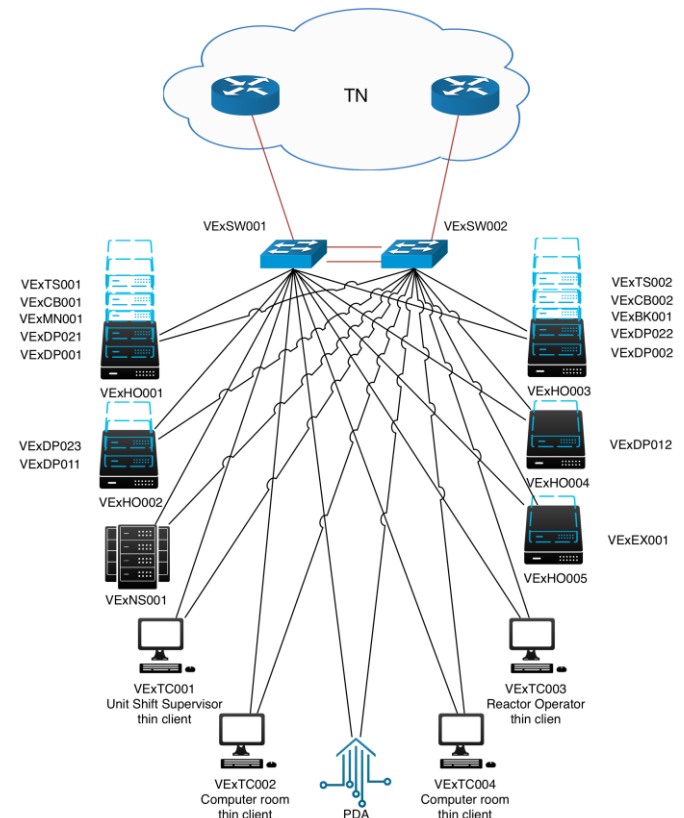 TN
VExSW001
VExSW002
VExTS001
VExCB001
VExMN001
VExDP021
VExDP001
VExHO001
VExTS002
VExCB002
VExBK001
VExDP022
VExDP002
VExHO003
VExDP023
VExDP011
VExHO002
VExDP012
VExHO004
VExNS001
VExEX001
VExHO005
VExTC001
Unit Shift Supervisor
thin client
VExTC003
Reactor Operator
thin clien
VExTC002
Computer room
thin client
PDA
VExTC004
Computer room
thin client